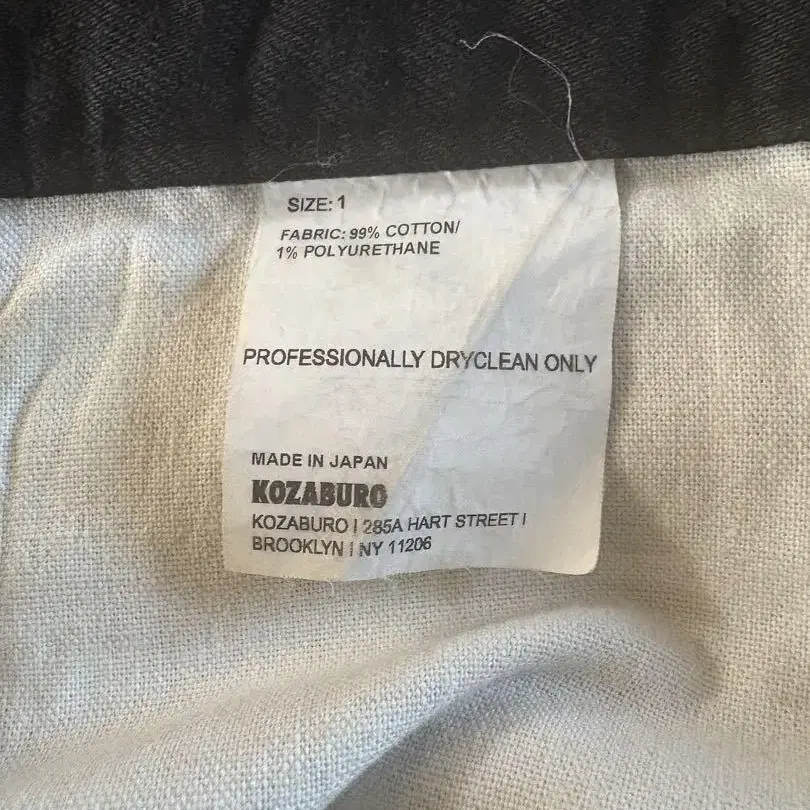 SIZE: 1
FABRIC: 99% COTTON/
1% POLYURETHANE
PROFESSIONALLY DRYCLEAN ONLY
MADE IN JAPAN
KOZABURO
KOZABURO | 285A HART STREET |
BROOKLYN | NY 11206